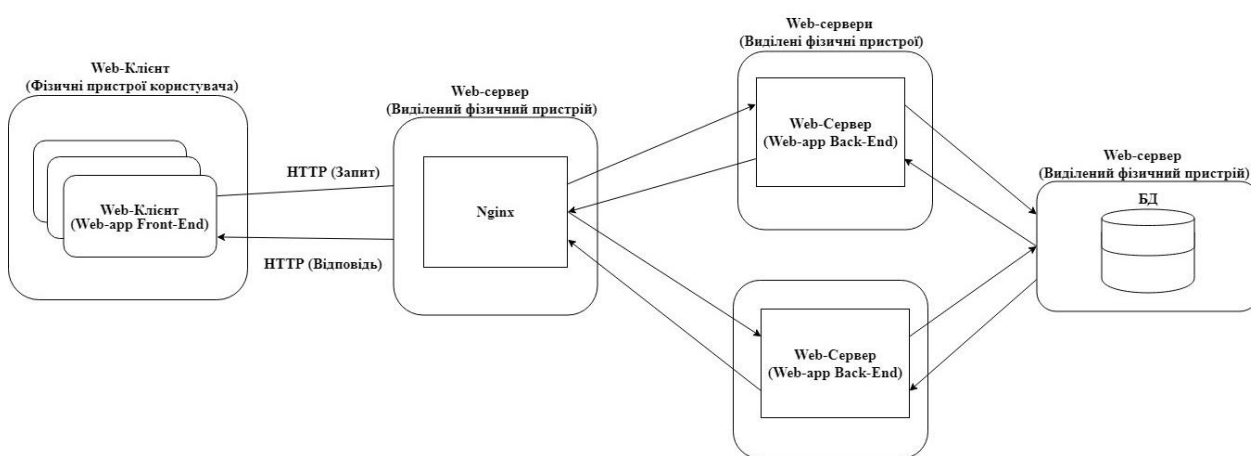 Web-Клієнт
(Фізичні пристрої користувача)
Web-Клієнт
(Web-app Front-End)
HTTP (Запит)
HTTP (Відповідь)
Web-сервер
(Виділений фізичний пристрій)
Nginx
Web-сервери
(Виділені фізичні пристрої)
Web-Сервер
(Web-app Back-End)
Web-Сервер
(Web-app Back-End)
Web-сервер
(Виділений фізичний пристрій)
БД